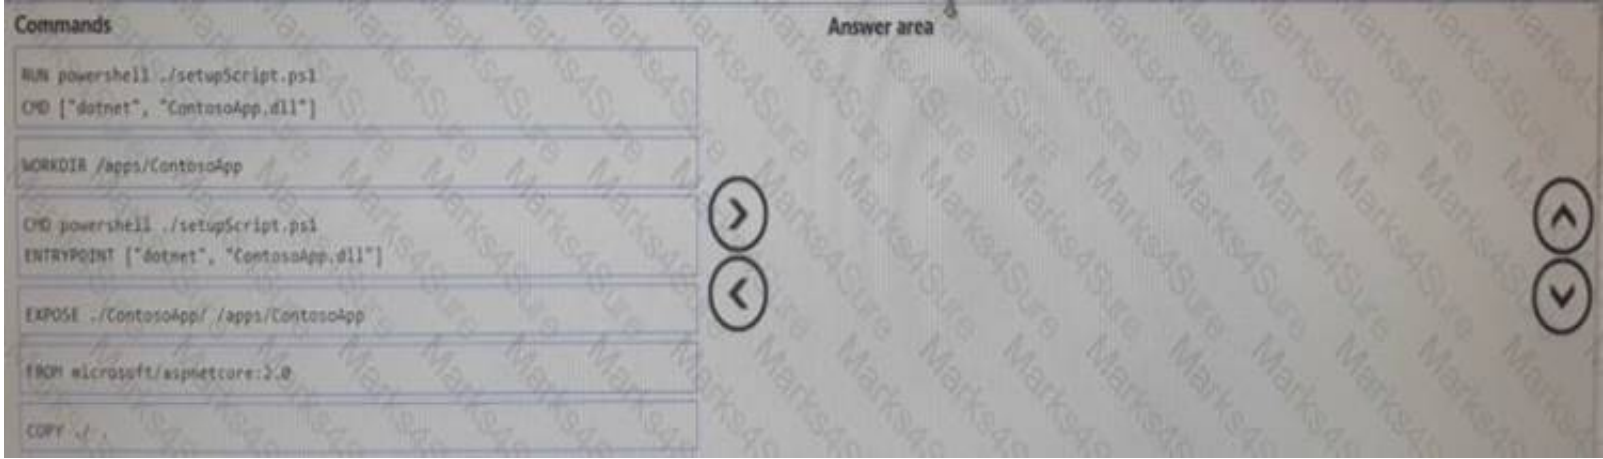 Commands
Answer area
RUN powershell ./setupScript.ps1
CMD ["dotnet", "ContosoApp.dll"]
WORKDIR /apps/ContosoApp
CMD powershell ./setupScript.ps1
ENTRYPOINT ["dotnet", "ContosoApp.dll"]
EXPOSE ./ContosoApp/ /apps/ContosoApp
FROM microsoft/aspnetcore:2.0
COPY ./ .
Marks4Sure